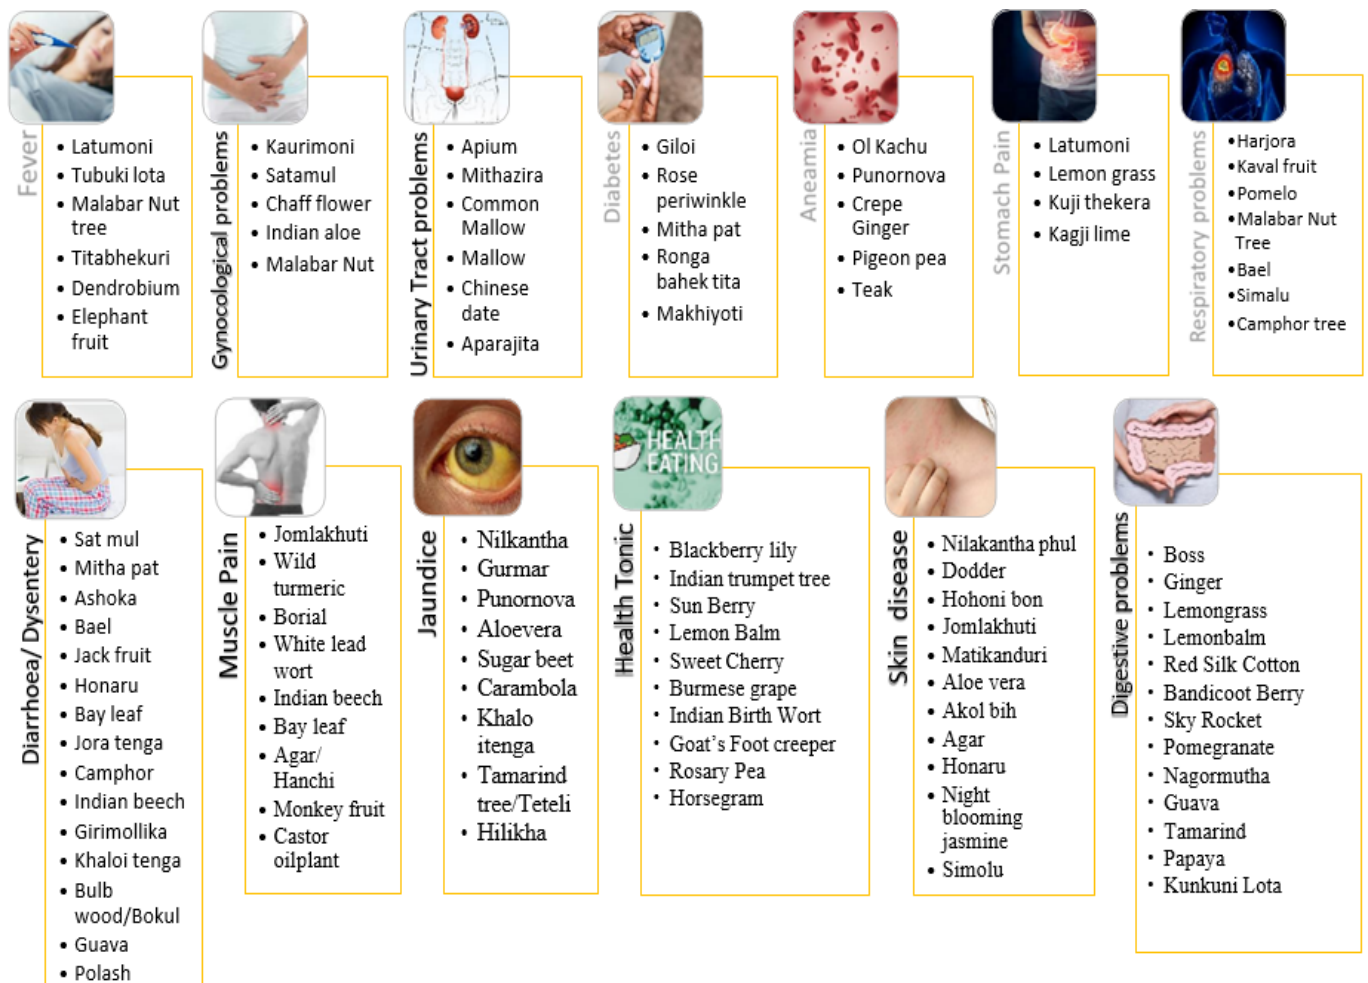 Fever
• Latumoni
• Tubuki lota
• Malabar Nut
tree
• Titabhekuri
• Dendrobium
• Elephant
fruit
Gynocological problems
• Kaurimoni
• Satamul
• Chaff flower
• Indian aloe
• Malabar Nut
Urinary Tract problems
• Apium
• Mithazira
• Common
Mallow
• Mallow
• Chinese
date
• Aparajita
Diabetes
• Giloi
• Rose
periwinkle
• Mitha pat
• Ronga
bahek tita
• Makhiyoti
Aneamia
• Ol Kachu
• Punornova
• Crepe
Ginger
• Pigeon pea
• Teak
Stomach Pain
• Latumoni
• Lemon grass
• Kuji thekera
• Kagji lime
Respiratory problems
•Harjora
•Kaval fruit
•Pomelo
•Malabar Nut
Tree
•Bael
•Simalu
•Camphor tree
Diarrhoea/ Dysentery
• Sat mul
• Mitha pat
• Ashoka
• Bael
• Jack fruit
• Honaru
• Bay leaf
• Jora tenga
• Camphor
• Indian beech
• Girimollika
• Khaloi tenga
• Bulb
wood/Bokul
• Guava
• Polash
Muscle Pain
• Jomlakhuti
• Wild
turmeric
• Borial
• White lead
wort
• Indian beech
• Bay leaf
• Agar/
Hanchi
• Monkey fruit
• Castor
oilplant
Jaundice
• Nilkantha
• Gurmar
• Punornova
• Aloevera
• Sugar beet
• Carambola
• Khalo
itenga
• Tamarind
tree/Teteli
• Hilikha
HEALTH
EATING
Health Tonic
• Blackberry lily
• Indian trumpet tree
• Sun Berry
• Lemon Balm
• Sweet Cherry
• Burmese grape
• Indian Birth Wort
• Goat's Foot creeper
• Rosary Pea
• Horsegram
Skin disease
• Nilakantha phul
• Dodder
• Hohoni bon
• Jomlakhuti
• Matikanduri
• Aloe vera
• Akol bih
• Agar
• Honaru
• Night
blooming
jasmine
• Simolu
Digestive problems
• Boss
• Ginger
• Lemongrass
• Lemonbalm
• Red Silk Cotton
• Bandicoot Berry
• Sky Rocket
• Pomegranate
• Nagormutha
• Guava
• Tamarind
• Papaya
• Kunkuni Lota